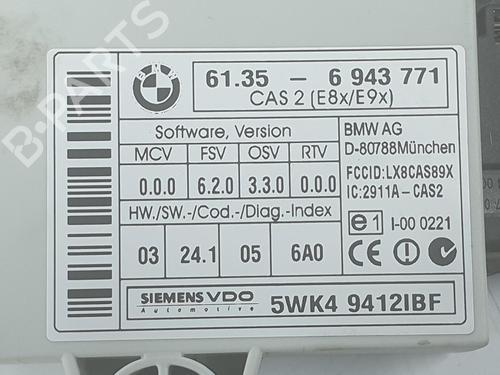 BMW
61.35 - 6 943 771
CAS 2 (E8x/E9x)
Software, Version
MCV FSV OSV RTV
0.0.0 6.2.0 3.3.0 0.0.0
HW./SW.-/Cod.-/Diag.-Index
03 24.1 05 6A0
BMW AG
D-80788München
FCCID:LX8CAS89X
IC:2911A-CAS2
e1 I-00 0221
CE
SIEMENS VDO
Automotive
5WK4 9412IBF
B-PARTS